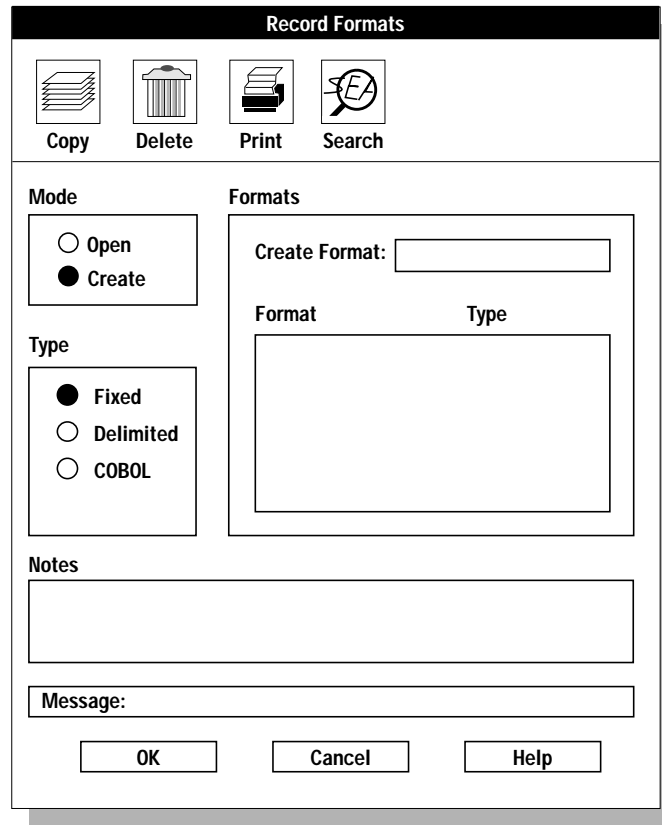 Record Formats
SEA
Copy Delete Print Search
Mode
Open
Create
Type
Fixed
Delimited
COBOL
Formats
Create Format:
Format Type
Notes
Message:
OK Cancel Help